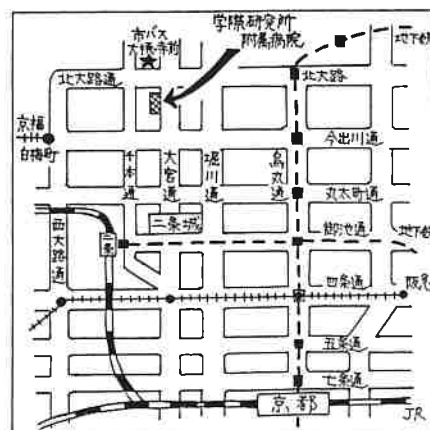 市バス
大徳寺前
学際研究所
附属病院
地下鉄
北大路通
北大路
京福
白梅町
今出川通
千本通
大宮通
堀川通
烏丸通
丸太町通
西大路通
二条
二条城
御池通
地下鉄
四条通
阪急
五条通
七条通
京都
JR